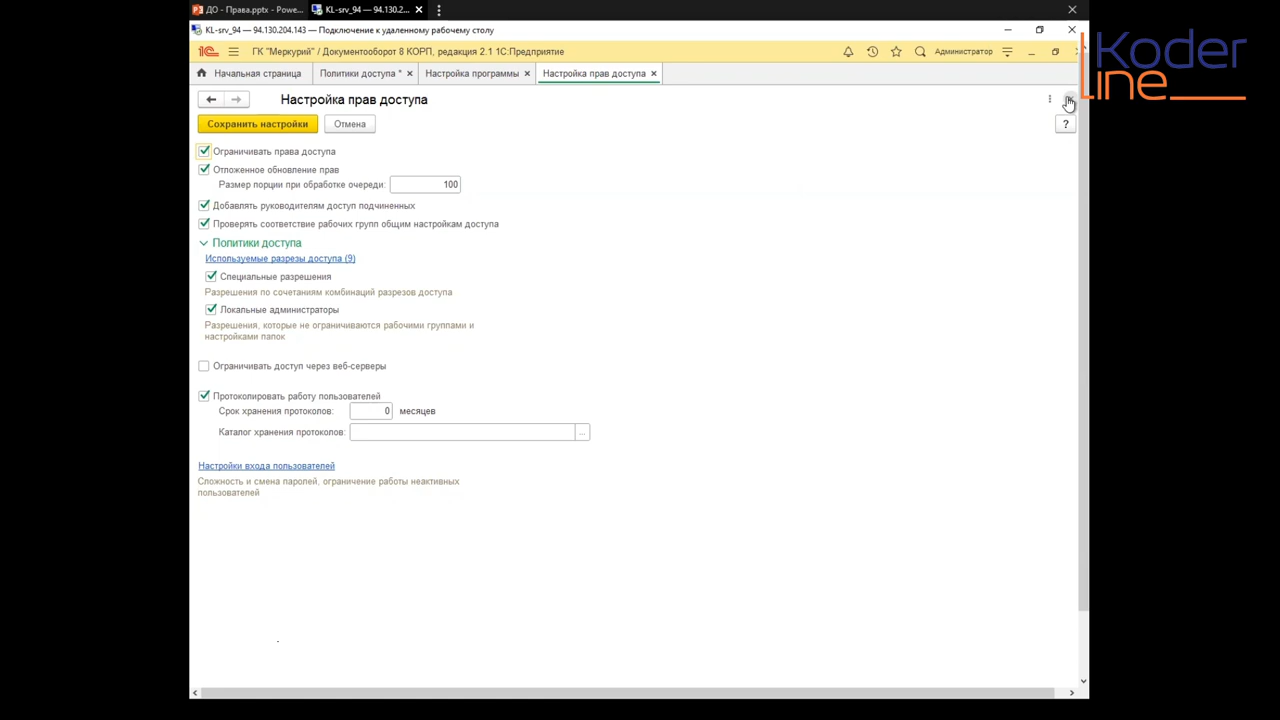 ДО - Права.pptx - Powe...
KL-srv_94 — 94.130.2...
KL-srv_94 — 94.130.204.143 — Подключение к удаленному рабочему столу
ГК "Меркурий" / Документооборот 8 КОРП, редакция 2.1 1С:Предприятие
Администратор
Начальная страница
Политики доступа *
Настройка программы
Настройка прав доступа
Настройка прав доступа
Сохранить настройки
Отмена
?
Ограничивать права доступа
Отложенное обновление прав
Размер порции при обработке очереди: 100
Добавлять руководителям доступ подчиненных
Проверять соответствие рабочих групп общим настройкам доступа
Политики доступа
Используемые разрезы доступа (9)
Специальные разрешения
Разрешения по сочетаниям комбинаций разрезов доступа
Локальные администраторы
Разрешения, которые не ограничиваются рабочими группами и
настройками папок
Ограничивать доступ через веб-серверы
Протоколировать работу пользователей
Срок хранения протоколов: 0 месяцев
Каталог хранения протоколов: ...
Настройки входа пользователей
Сложность и смена паролей, ограничение работы неактивных
пользователей
Koder
line